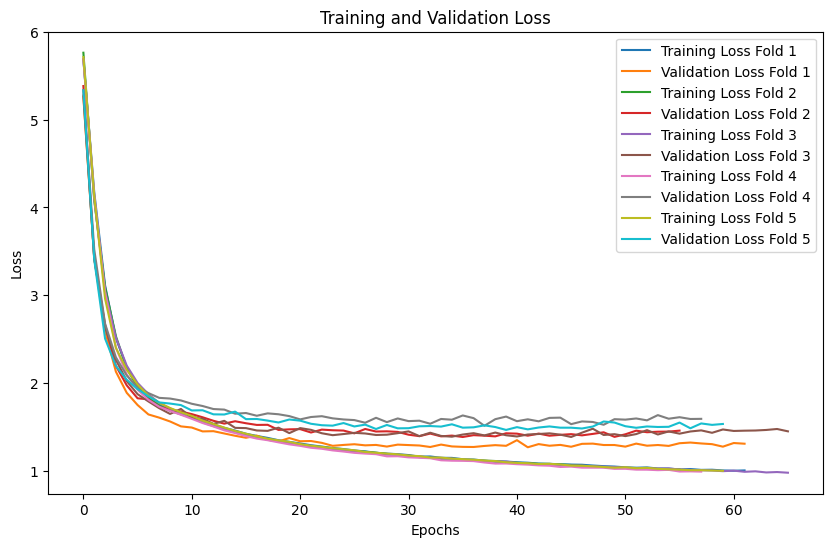 Training and Validation Loss
6
5
4
3
2
1
Loss
0
10
20
30
40
50
60
Epochs
Training Loss Fold 1
Validation Loss Fold 1
Training Loss Fold 2
Validation Loss Fold 2
Training Loss Fold 3
Validation Loss Fold 3
Training Loss Fold 4
Validation Loss Fold 4
Training Loss Fold 5
Validation Loss Fold 5